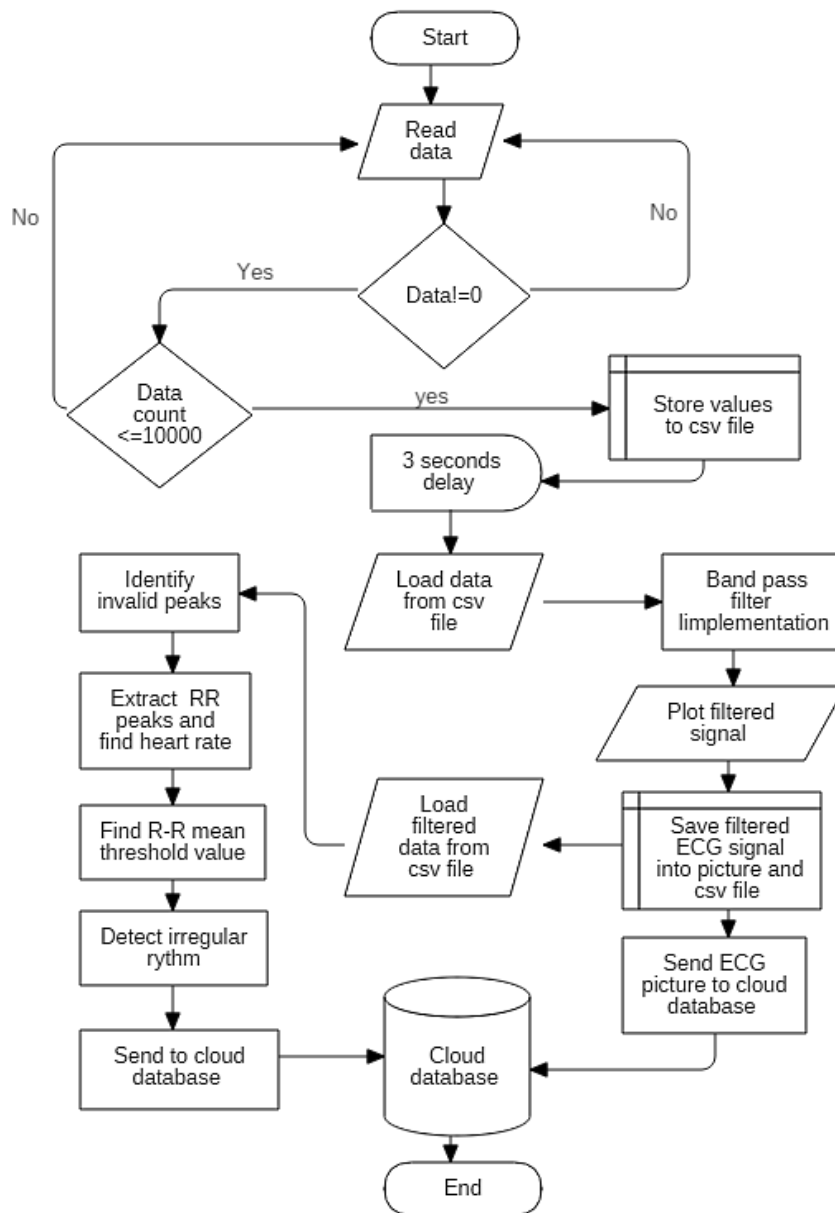 Start
Read
data
No
No
Yes
Data!=0
Data
count
<=10000
yes
Store values
to csv file
3 seconds
delay
Load data
from csv
file
Band pass
filter
limplementation
Plot filtered
signal
Save filtered
ECG signal
into picture and
csv file
Load
filtered
data from
csv file
Identify
invalid peaks
Extract RR
peaks and
find heart rate
Find R-R mean
threshold value
Detect irregular
rythm
Send to cloud
database
Send ECG
picture to cloud
database
Cloud
database
End